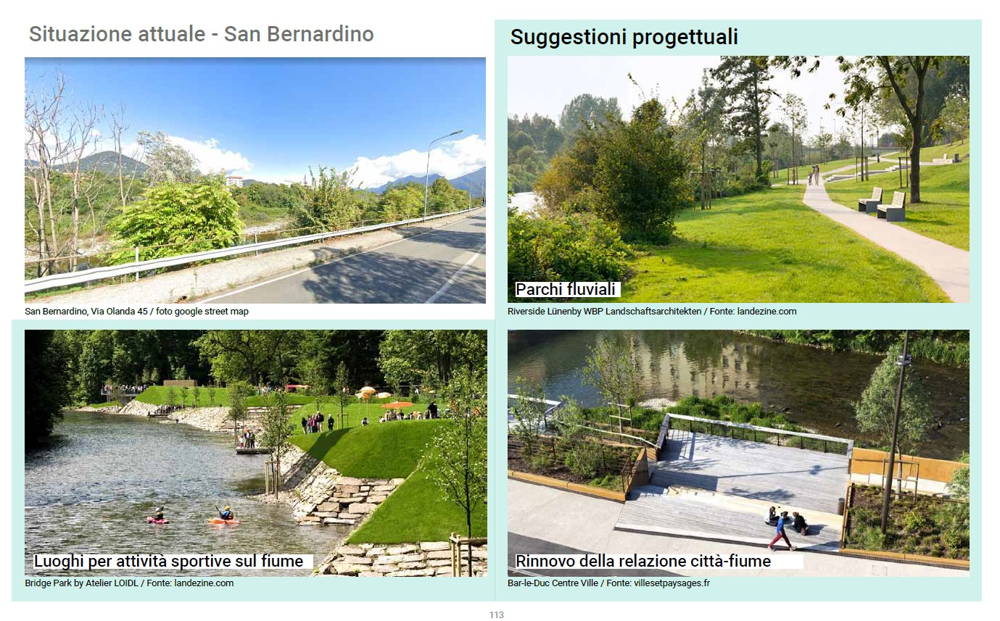 Situazione attuale - San Bernardino
Suggestioni progettuali
Parchi fluviali
San Bernardino, Via Olanda 45 / foto google street map
Riverside Lünenby WBP Landschaftsarchitekten / Fonte: landezine.com
Luoghi per attività sportive sul fiume
Rinnovo della relazione città-fiume
Bridge Park by Atelier LOIDL / Fonte: landezine.com
Bar-le-Duc Centre Ville / Fonte: villesetpaysages.fr
113